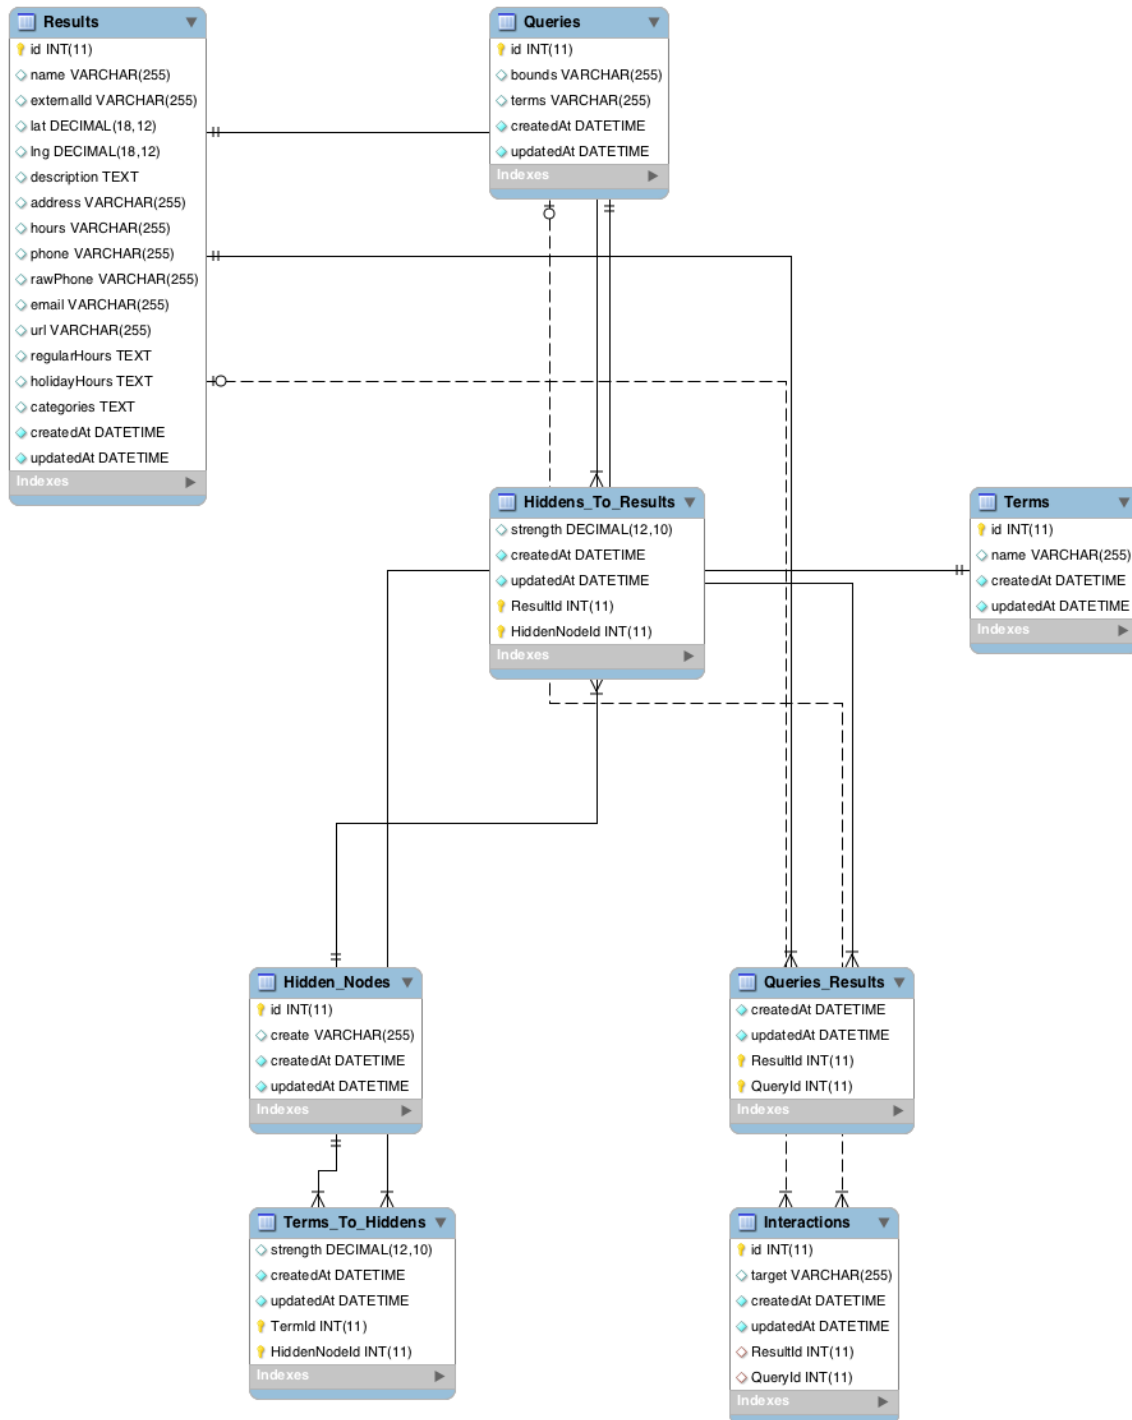 Results
id INT(11)
name VARCHAR(255)
externalId VARCHAR(255)
lat DECIMAL(18,12)
lng DECIMAL(18,12)
description TEXT
address VARCHAR(255)
hours VARCHAR(255)
phone VARCHAR(255)
rawPhone VARCHAR(255)
email VARCHAR(255)
url VARCHAR(255)
regularHours TEXT
holidayHours TEXT
categories TEXT
createdAt DATETIME
updatedAt DATETIME
Indexes
Queries
id INT(11)
bounds VARCHAR(255)
terms VARCHAR(255)
createdAt DATETIME
updatedAt DATETIME
Indexes
Hiddens_To_Results
strength DECIMAL(12,10)
createdAt DATETIME
updatedAt DATETIME
ResultId INT(11)
HiddenNodeId INT(11)
Indexes
Terms
id INT(11)
name VARCHAR(255)
createdAt DATETIME
updatedAt DATETIME
Indexes
Hidden_Nodes
id INT(11)
create VARCHAR(255)
createdAt DATETIME
updatedAt DATETIME
Indexes
Queries_Results
createdAt DATETIME
updatedAt DATETIME
ResultId INT(11)
QueryId INT(11)
Indexes
Terms_To_Hiddens
strength DECIMAL(12,10)
createdAt DATETIME
updatedAt DATETIME
TermId INT(11)
HiddenNodeId INT(11)
Indexes
Interactions
id INT(11)
target VARCHAR(255)
createdAt DATETIME
updatedAt DATETIME
ResultId INT(11)
QueryId INT(11)
Indexes